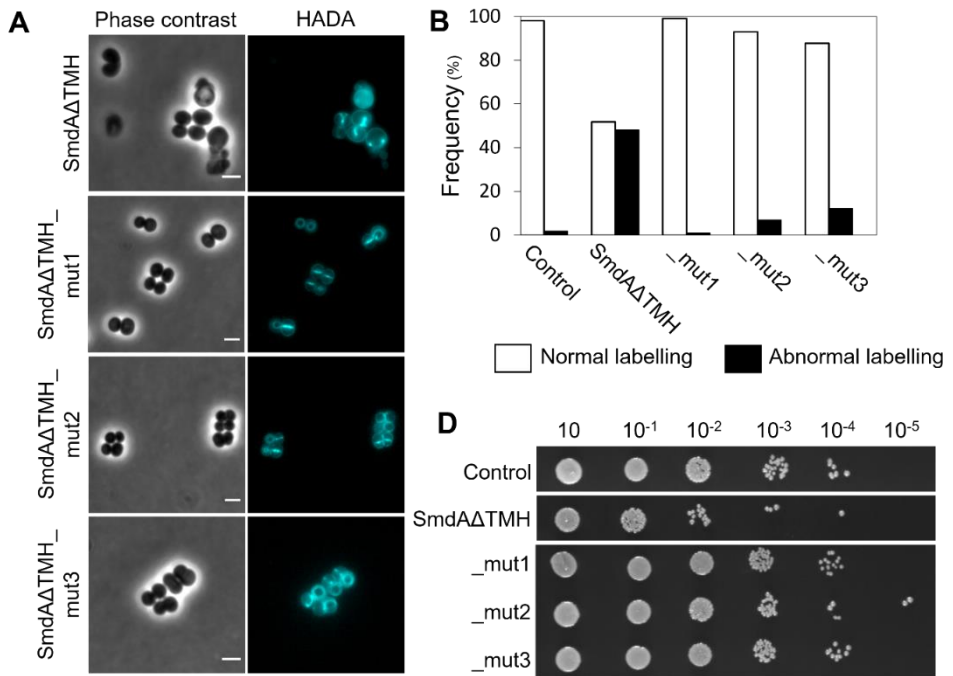 A
Phase contrast
HADA
SmdAΔTMH
SmdAΔTMH_
mut1
SmdAΔTMH_
mut2
SmdAΔTMH_
mut3
B
Frequency (%)
100
80
60
40
20
0
Control
SmdAΔTMH
_mut1
_mut2
_mut3
Normal labelling
Abnormal labelling
D
10 10-1 10-2 10-3 10-4 10-5
Control
SmdAΔTMH
_mut1
_mut2
_mut3